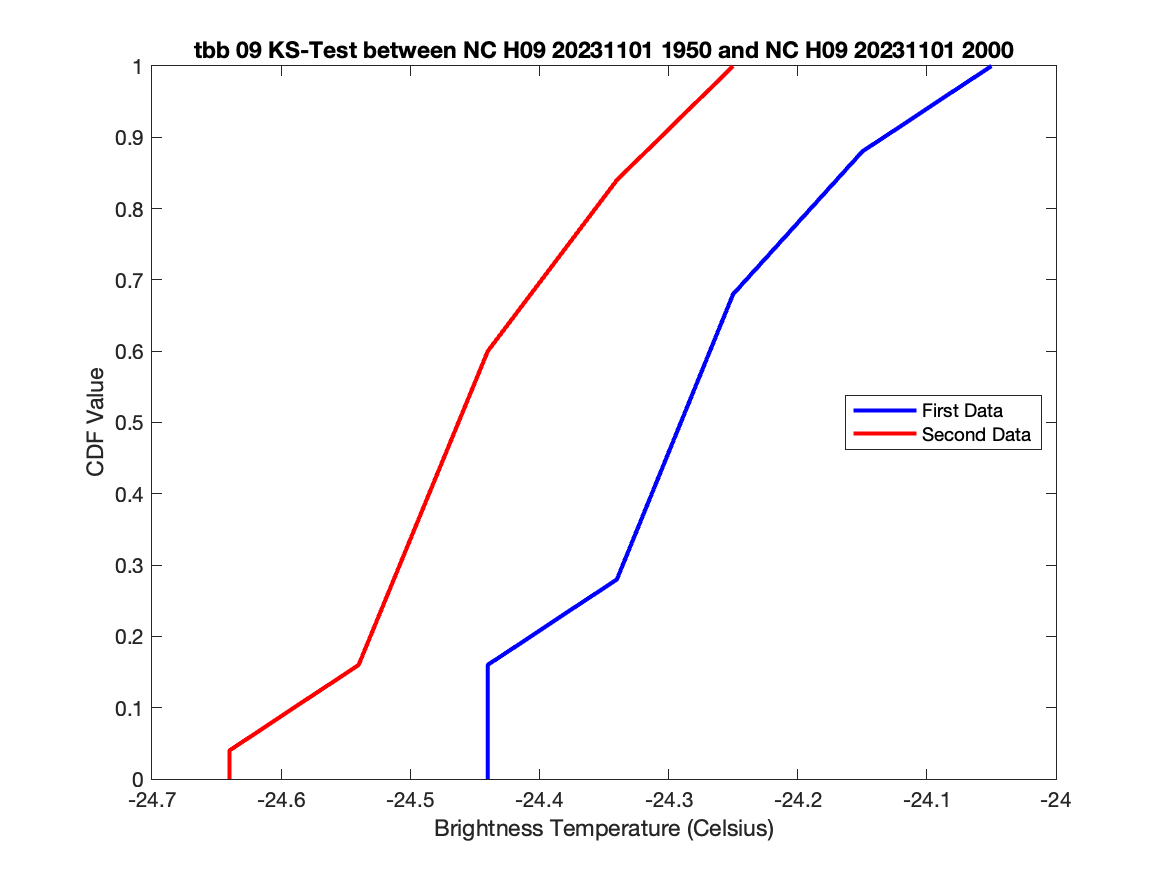 tbb 09 KS-Test between NC H09 20231101 1950 and NC H09 20231101 2000
1
0.9
0.8
0.7
0.6
0.5
0.4
0.3
0.2
0.1
0
CDF Value
First Data
Second Data
-24.7 -24.6 -24.5 -24.4 -24.3 -24.2 -24.1 -24
Brightness Temperature (Celsius)